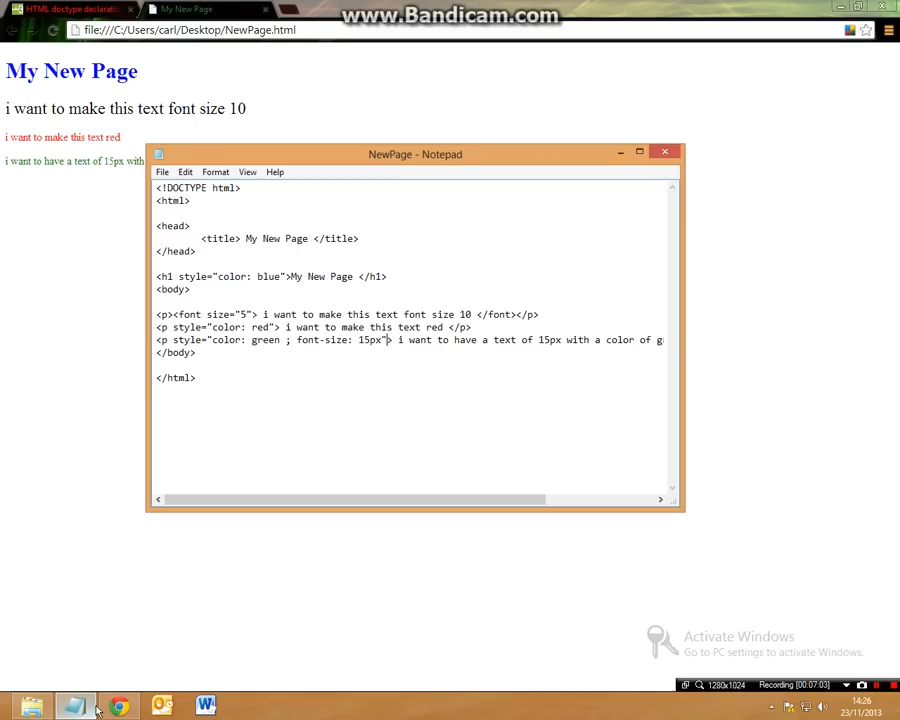 www.Bandicam.com
HTML doctype declaratio
My New Page
file:///C:/Users/carl/Desktop/NewPage.html
My New Page
i want to make this text font size 10
i want to make this text red
i want to have a text of 15px with
NewPage - Notepad
File Edit Format View Help
<!DOCTYPE html>
<html>
<head>
<title> My New Page </title>
</head>
<h1 style="color: blue">My New Page </h1>
<body>
<p><font size="5"> i want to make this text font size 10 </font></p>
<p style="color: red"> i want to make this text red </p>
<p style="color: green ; font-size: 15px"> i want to have a text of 15px with a color of g
</body>
</html>
Activate Windows
Go to PC settings to activate Windows.
1280x1024 Recording [00:07:03]
14:26
23/11/2013